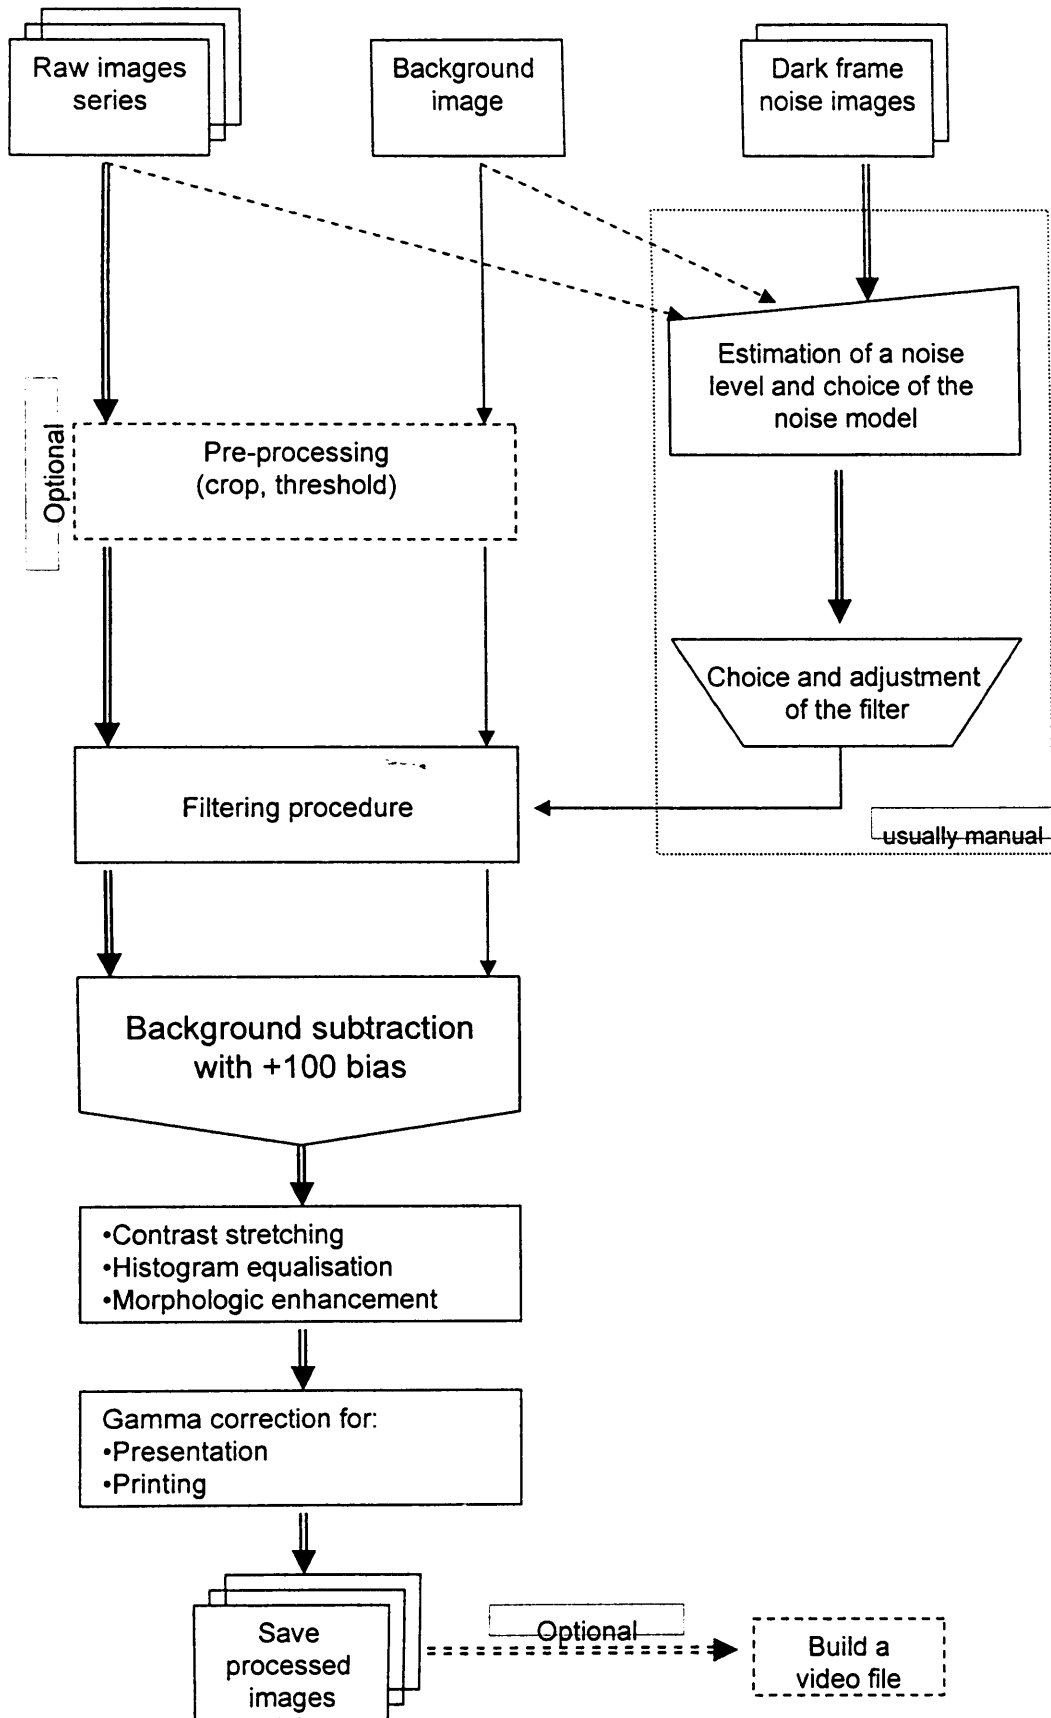 Raw images
series
Background
image
Dark frame
noise images
Estimation of a noise
level and choice of the
noise model
Optional
Pre-processing
(crop, threshold)
Choice and adjustment
of the filter
Filtering procedure
usually manual
Background subtraction
with +100 bias
•Contrast stretching
•Histogram equalisation
•Morphologic enhancement
Gamma correction for:
•Presentation
•Printing
Save
processed
images
Optional
Build a
video file